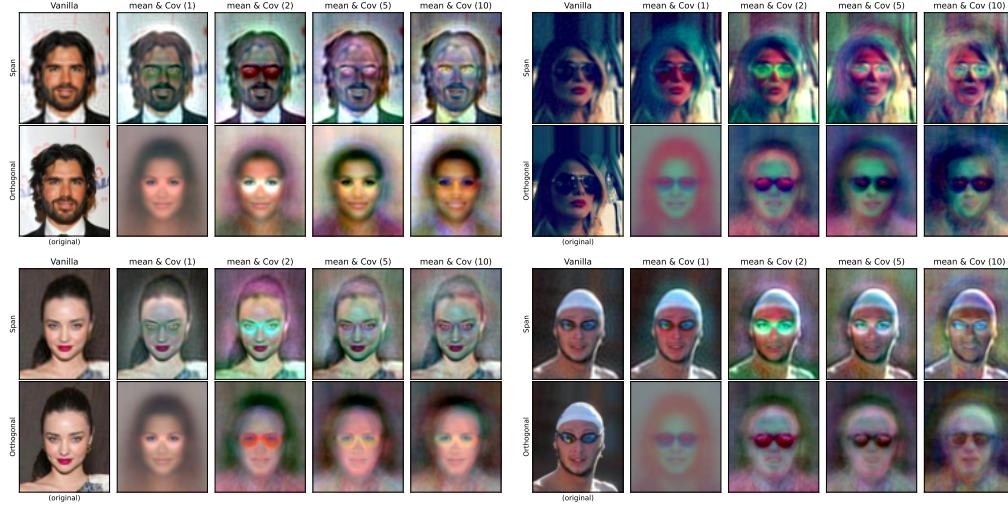 Vanilla mean & Cov (1) mean & Cov (2) mean & Cov (5) mean & Cov (10)
Span
Orthogonal
(original)
Vanilla mean & Cov (1) mean & Cov (2) mean & Cov (5) mean & Cov (10)
Span
Orthogonal
(original)
Vanilla mean & Cov (1) mean & Cov (2) mean & Cov (5) mean & Cov (10)
Span
Orthogonal
(original)
Vanilla mean & Cov (1) mean & Cov (2) mean & Cov (5) mean & Cov (10)
Span
Orthogonal
(original)